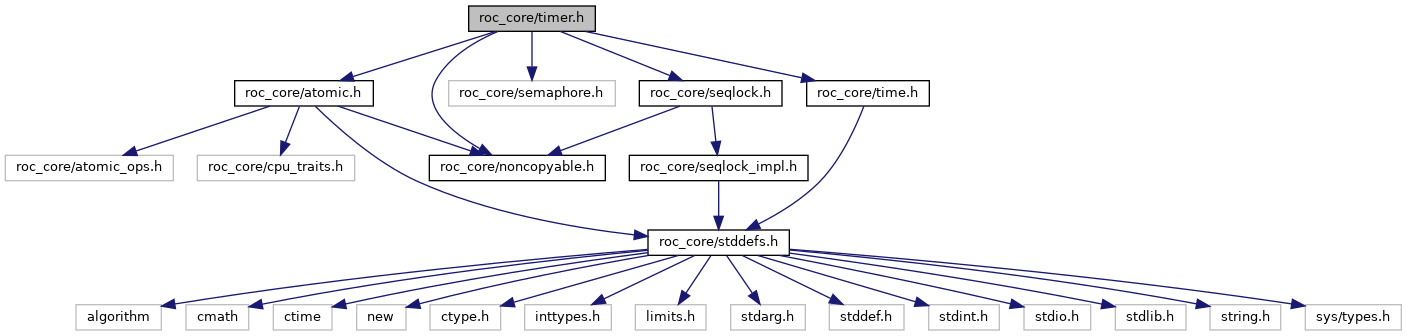 roc_core/timer.h
roc_core/atomic.h
roc_core/semaphore.h
roc_core/seqlock.h
roc_core/time.h
roc_core/atomic_ops.h
roc_core/cpu_traits.h
roc_core/noncopyable.h
roc_core/seqlock_impl.h
roc_core/stddefs.h
algorithm
cmath
ctime
new
ctype.h
inttypes.h
limits.h
stdarg.h
stddef.h
stdint.h
stdio.h
stdlib.h
string.h
sys/types.h